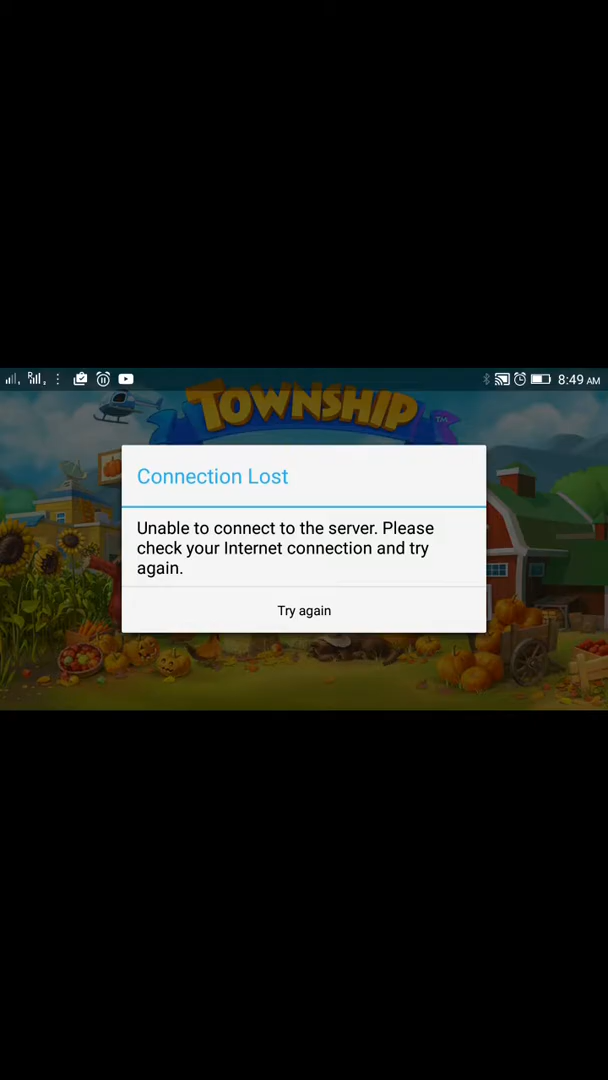 8:49 AM
TOWNSHIP™
Connection Lost
Unable to connect to the server. Please
check your Internet connection and try
again.
Try again